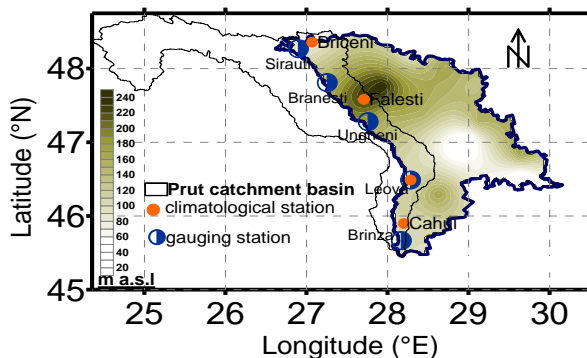 48
47
46
45
Latitude (°N)
25
26
27
28
29
30
Longitude (°E)
N
Briceni
Sirauti
Branesti
Falesti
Ungheni
Leova
Cahul
Brinza
240
220
200
180
160
140
120
100
80
60
40
20
m a.s.l
Prut catchment basin
climatological station
gauging station